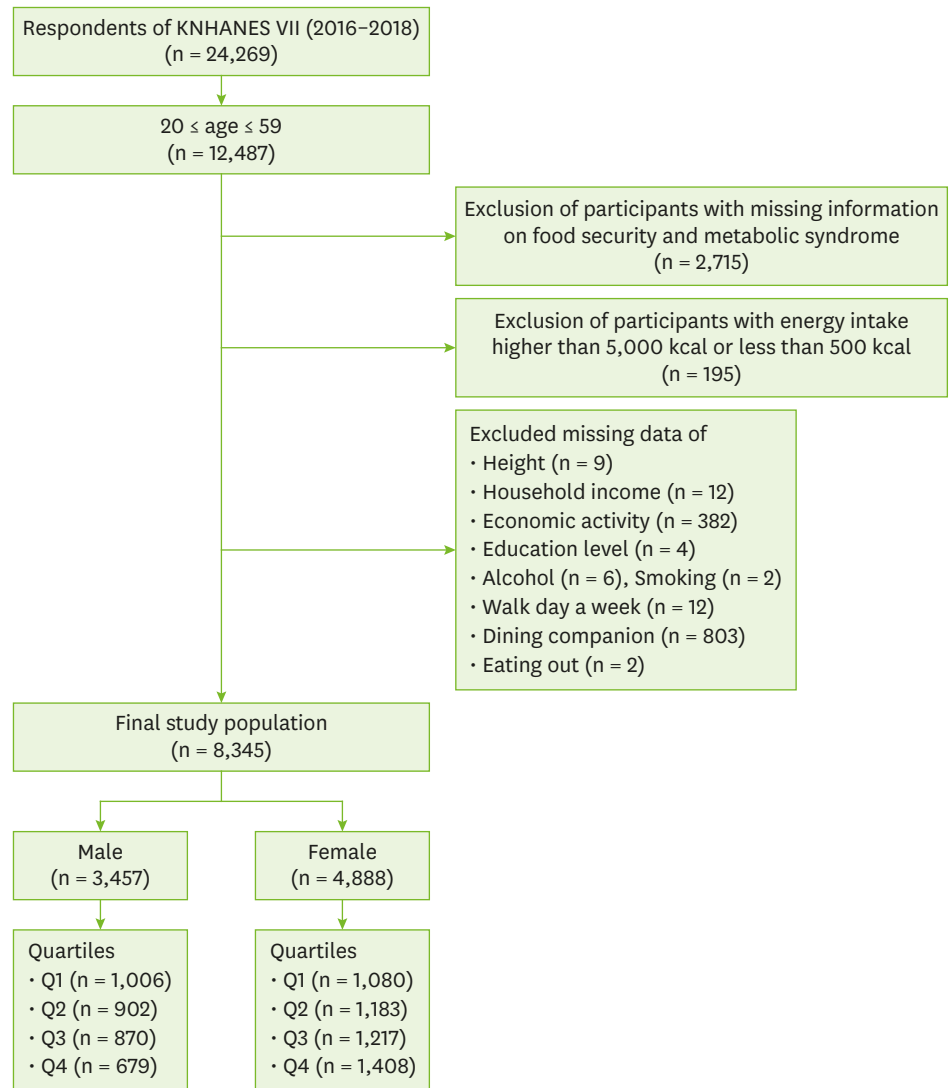 Respondents of KNHANES VII (2016–2018)
(n = 24,269)
20 ≤ age ≤ 59
(n = 12,487)
Exclusion of participants with missing information
on food security and metabolic syndrome
(n = 2,715)
Exclusion of participants with energy intake
higher than 5,000 kcal or less than 500 kcal
(n = 195)
Excluded missing data of
· Height (n = 9)
· Household income (n = 12)
· Economic activity (n = 382)
· Education level (n = 4)
· Alcohol (n = 6), Smoking (n = 2)
· Walk day a week (n = 12)
· Dining companion (n = 803)
· Eating out (n = 2)
Final study population
(n = 8,345)
Male
(n = 3,457)
Female
(n = 4,888)
Quartiles
· Q1 (n = 1,006)
· Q2 (n = 902)
· Q3 (n = 870)
· Q4 (n = 679)
Quartiles
· Q1 (n = 1,080)
· Q2 (n = 1,183)
· Q3 (n = 1,217)
· Q4 (n = 1,408)